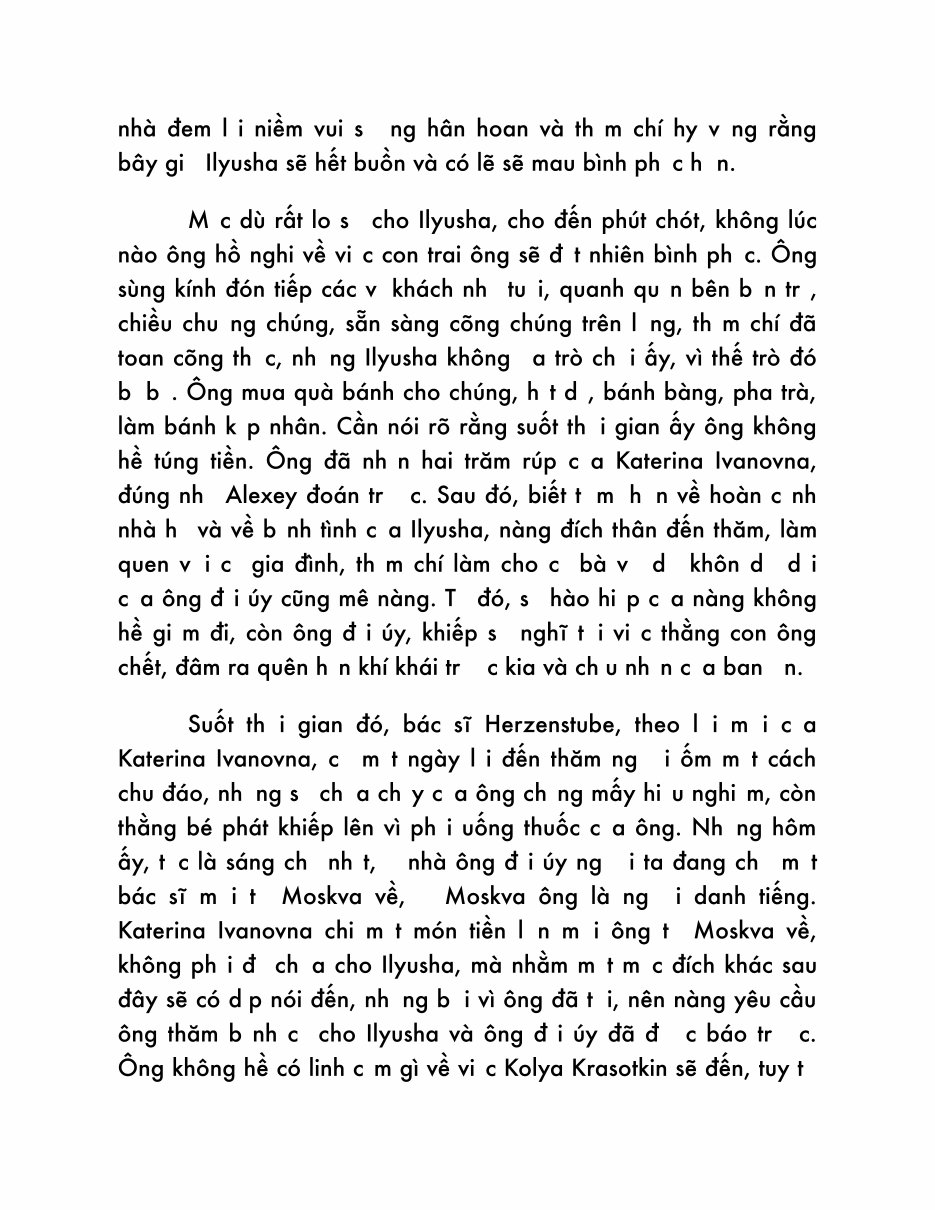 nhà đem l i niềm vui s  ng hân hoan và th m chí hy v ng rằng
bây gi  Ilyusha sẽ hết buồn và có lẽ sẽ mau bình ph c h n.
M c dù rất lo s  cho Ilyusha, cho đến phút chót, không lúc
nào ông hồ nghi về vi c con trai ông sẽ đ t nhiên bình ph c. Ông
sùng kính đón tiếp các v  khách nh  tu i, quanh qu n bên b n tr ,
chiều chu ng chúng, sẵn sàng cõng chúng trên l ng, th m chí đã
toan cõng th c, nh ng Ilyusha không  a trò ch i ấy, vì thế trò đó
b b . Ông mua quà bánh cho chúng, h t d , bánh bàng, pha trà,
làm bánh k p nhân. Cần nói rõ rằng suốt th i gian ấy ông không
hề túng tiền. Ông đã nh n hai trăm rúp c a Katerina Ivanovna,
đúng nh  Alexey đoán tr  c. Sau đó, biết t m h n về hoàn c nh
nhà h  và về b nh tình c a Ilyusha, nàng đích thân đến thăm, làm
quen v i c  gia đình, th m chí làm cho c  bà v  d  khôn d  d i
c a ông đ i úy cũng mê nàng. T  đó, s  hào hi p c a nàng không
hề gi m đi, còn ông đ i úy, khiếp s  nghĩ t i vi c thằng con ông
chết, đâm ra quên h n khí khái tr  c kia và ch u nh n c a ban  n.
Suốt th i gian đó, bác sĩ Herzenstube, theo l i m i c a
Katerina Ivanovna, c  m t ngày l i đến thăm ng  i ốm m t cách
chu đáo, nh ng s  ch a ch y c a ông ch ng mấy hi u nghi m, còn
thằng bé phát khiếp lên vì ph i uống thuốc c a ông. Nh ng hôm
ấy, t c là sáng ch  nh t,  nhà ông đ i úy ng  i ta đang ch  m t
bác sĩ m i t  Moskva về,   Moskva ông là ng  i danh tiếng.
Katerina Ivanovna chi m t món tiền l n m i ông t  Moskva về,
không ph i đ  ch a cho Ilyusha, mà nhằm m t m c đích khác sau
đây sẽ có d p nói đến, nh ng b i vì ông đã t i, nên nàng yêu cầu
ông thăm b nh c  cho Ilyusha và ông đ i úy đã đ  c báo tr  c.
Ông không hề có linh c m gì về vi c Kolya Krasotkin sẽ đến, tuy t